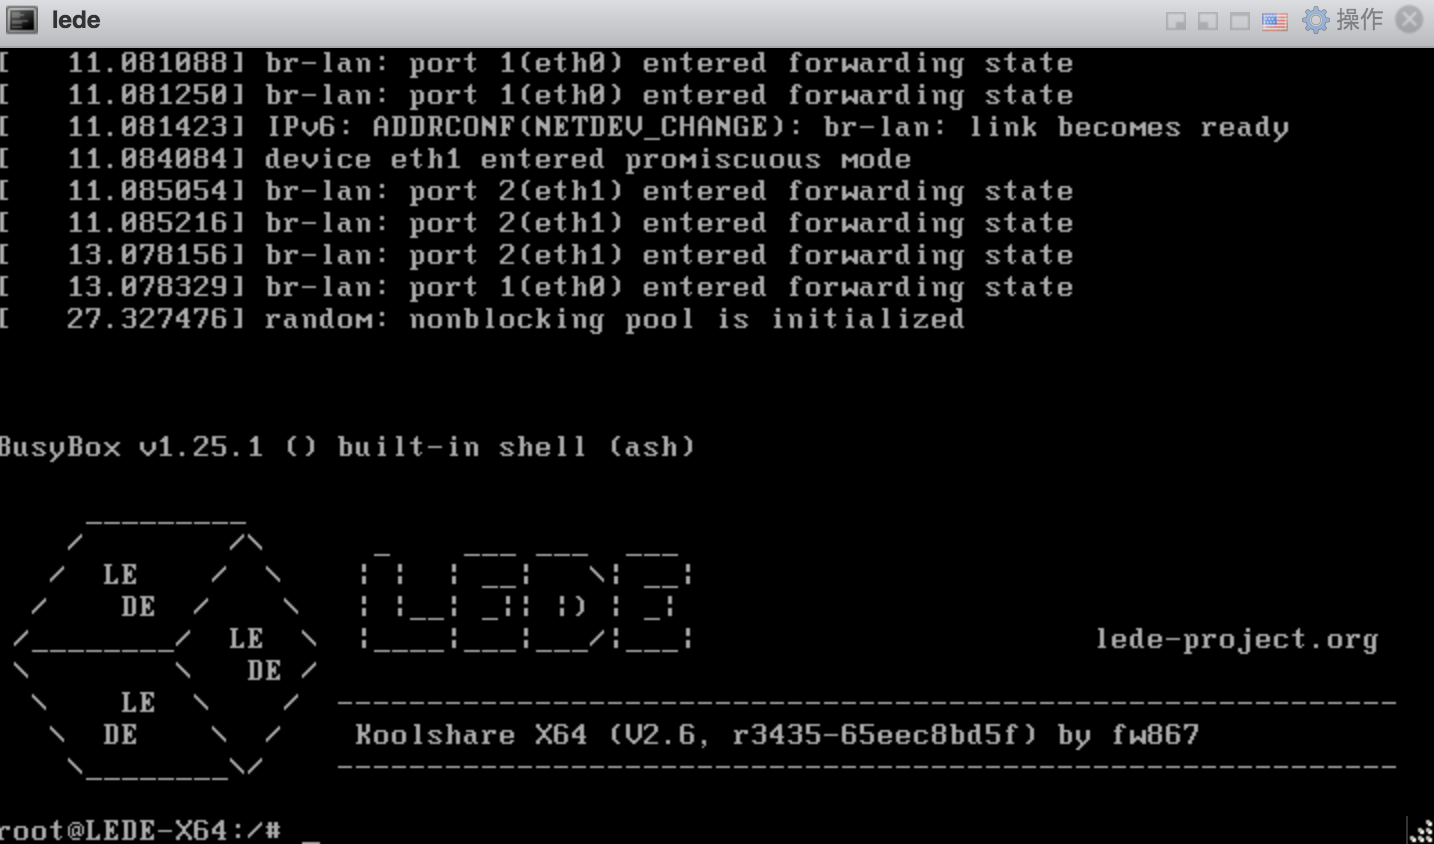 lede 操作
[   11.081088] br-lan: port 1(eth0) entered forwarding state
[   11.081250] br-lan: port 1(eth0) entered forwarding state
[   11.081423] IPv6: ADDRCONF(NETDEV_CHANGE): br-lan: link becomes ready
[   11.084084] device eth1 entered promiscuous mode
[   11.085054] br-lan: port 2(eth1) entered forwarding state
[   11.085216] br-lan: port 2(eth1) entered forwarding state
[   13.078156] br-lan: port 2(eth1) entered forwarding state
[   13.078329] br-lan: port 1(eth0) entered forwarding state
[   27.327476] random: nonblocking pool is initialized
BusyBox v1.25.1 () built-in shell (ash)
LE
DE
LE
DE
LE
DE
LEDE
lede-project.org
Koolshare X64 (V2.6, r3435-65eec8bd5f) by fw867
root@LEDE-X64:/# _